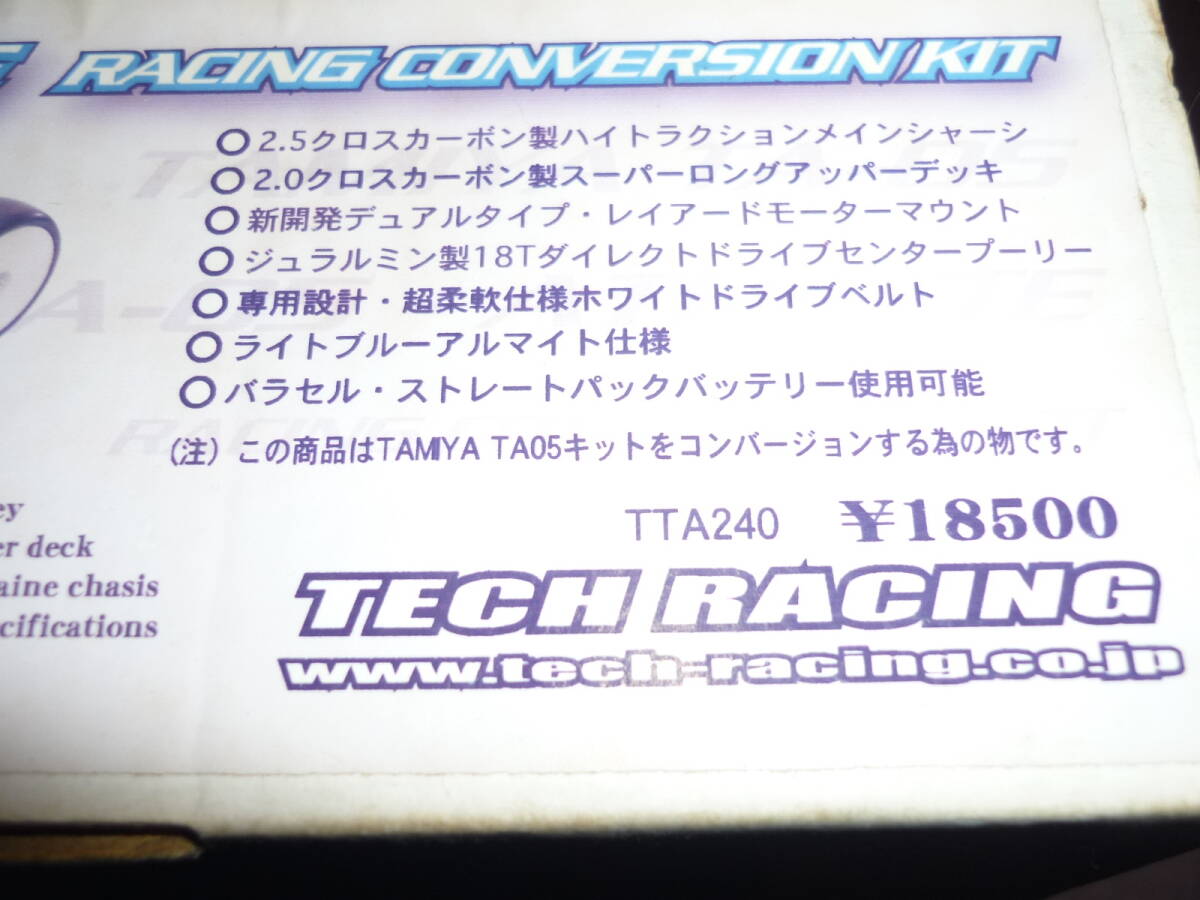 RACING CONVERSION KIT
○2.5クロスカーボン製ハイトラクションメインシャーシ
○2.0クロスカーボン製スーパーロングアッパーデッキ
○新開発デュアルタイプ・レイアードモーターマウント
○ジュラルミン製18Tダイレクトドライブセンタープーリー
○専用設計・超柔軟仕様ホワイトドライブベルト
○ライトブルーアルマイト仕様
○バラセル・ストレートパックバッテリー使用可能
(注) この商品はTAMIYA TA05キットをコンバージョンする為の物です。
ey
er deck
aine chasis
cifications
TTA240 ¥18500
TECH RACING
www.tech-racing.co.jp